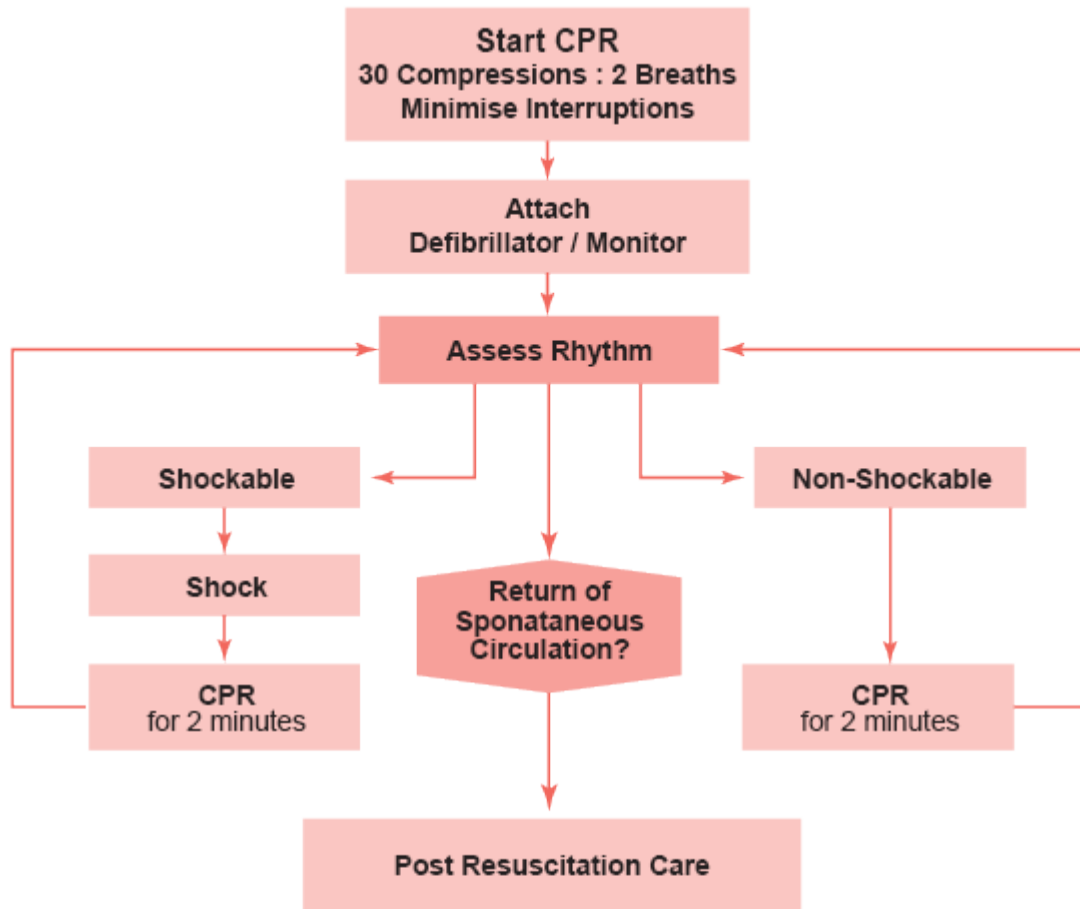 Start CPR
30 Compressions : 2 Breaths
Minimise Interruptions
Attach
Defibrillator / Monitor
Assess Rhythm
Shockable
Non-Shockable
Shock
Return of
Sponataneous
Circulation?
CPR
for 2 minutes
CPR
for 2 minutes
Post Resuscitation Care